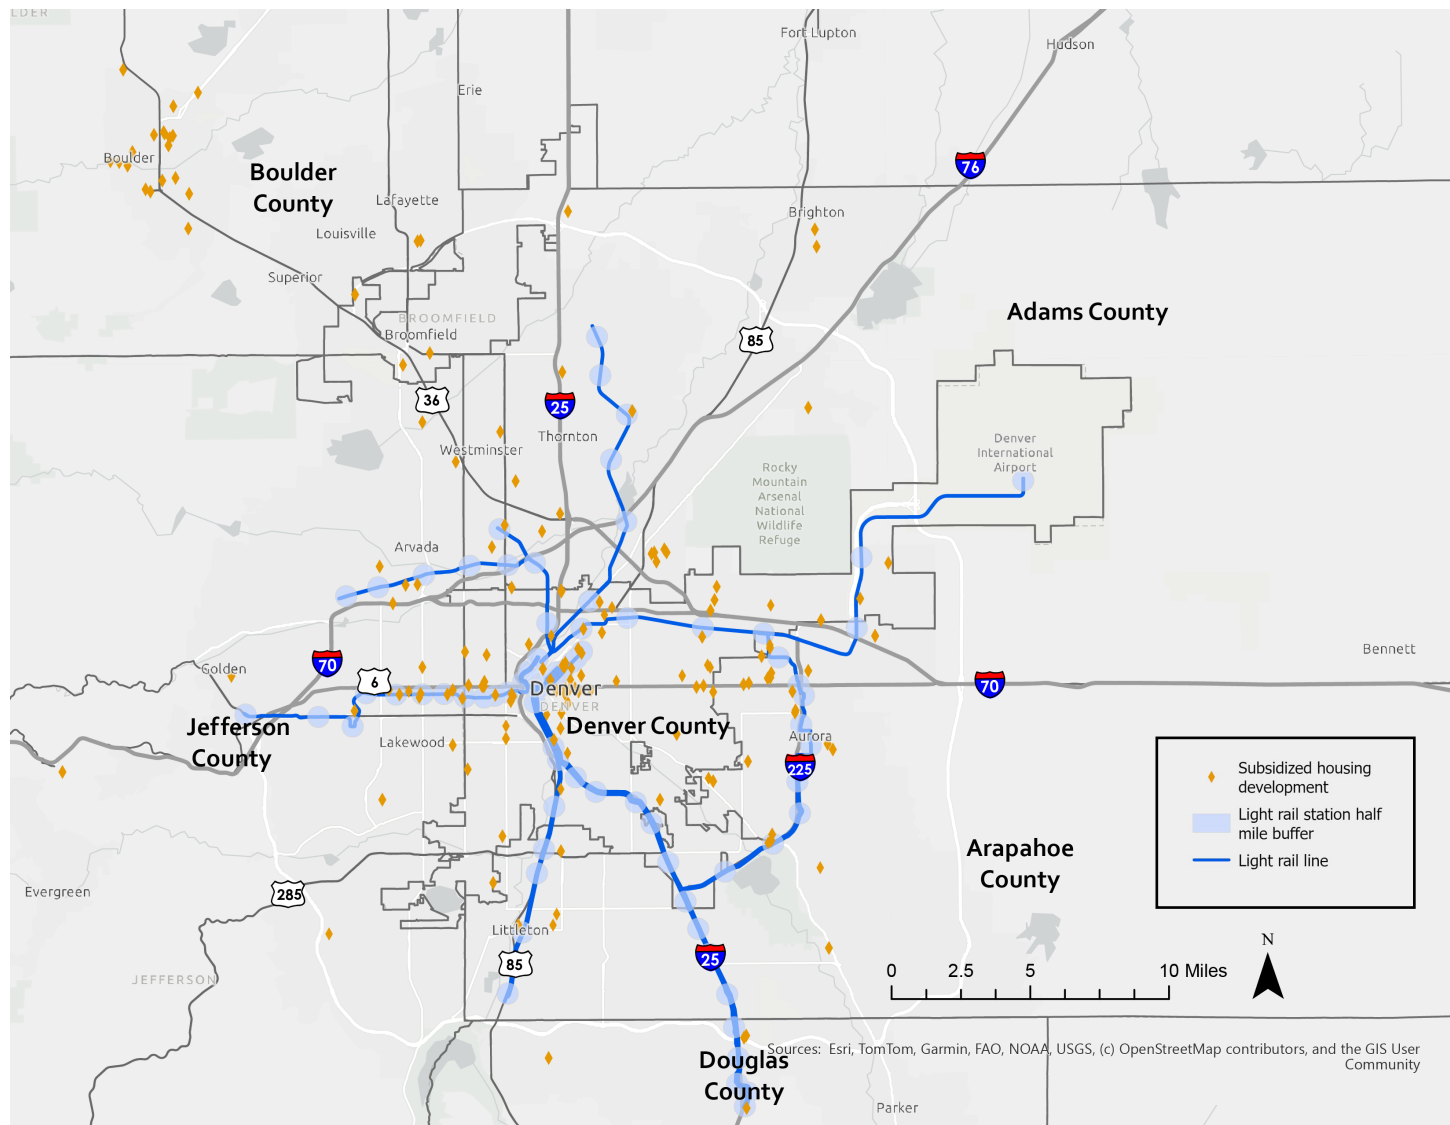 LDER
Fort Lupton
Hudson
Erie
76
Boulder
Boulder
County
Lafayette
Brighton
Louisville
Superior
Adams County
BROOMFIELD
Broomfield
85
36
25
Thornton
Westminster
Denver
International
Airport
Rocky
Mountain
Arsenal
National
Wildlife
Refuge
Arvada
Golden
70
6
Bennett
70
Denver
DENVER
Jefferson
County
Denver County
Lakewood
Aurora
225
Subsidized housing
development
Light rail station half
mile buffer
Light rail line
Arapahoe
County
Evergreen
285
Littleton
85
25
N
JEFFERSON
0 2.5 5 10 Miles
Douglas
County
Sources: Esri, TomTom, Garmin, FAO, NOAA, USGS, (c) OpenStreetMap contributors, and the GIS User
Community
Parker